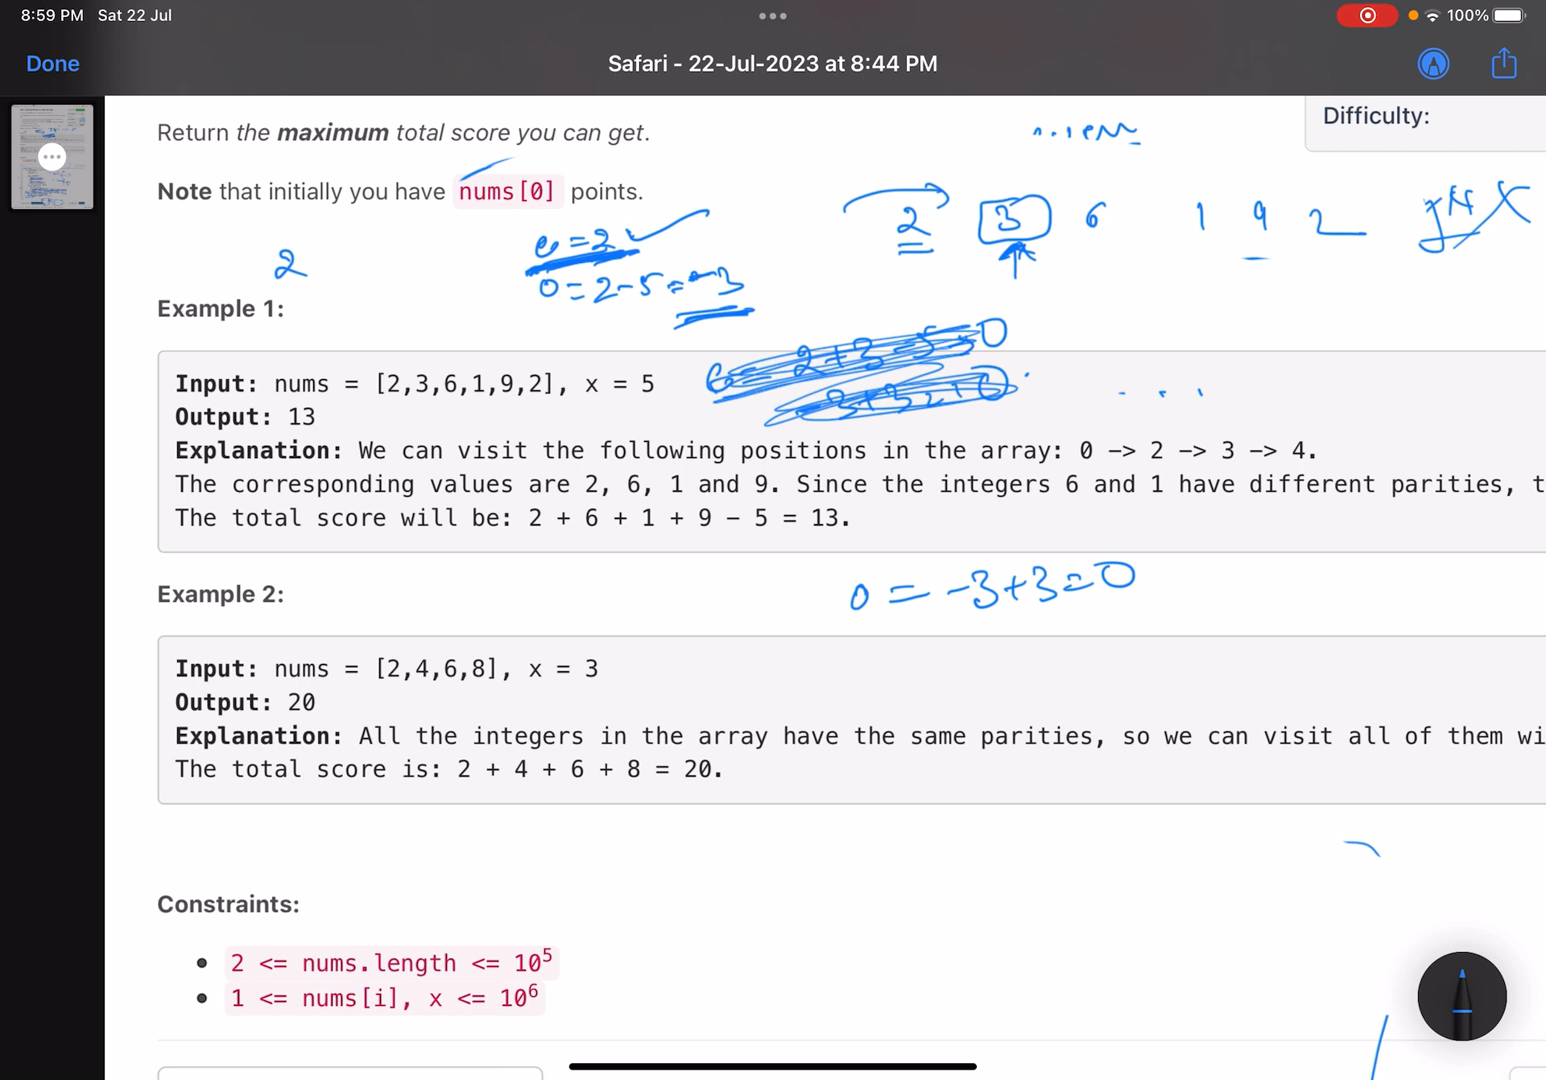 8:59 PM Sat 22 Jul
100%
Done
Safari - 22-Jul-2023 at 8:44 PM
Return the maximum total score you can get.
Difficulty:
Note that initially you have nums[0] points.
2 3 6 1 9 2
e = 2
2
0 = 2 - 5 = -3
Example 1:
Input: nums = [2,3,6,1,9,2], x = 5
Output: 13
Explanation: We can visit the following positions in the array: 0 -> 2 -> 3 -> 4.
The corresponding values are 2, 6, 1 and 9. Since the integers 6 and 1 have different parities, t
The total score will be: 2 + 6 + 1 + 9 - 5 = 13.
Example 2:
0 = -3+3=0
Input: nums = [2,4,6,8], x = 3
Output: 20
Explanation: All the integers in the array have the same parities, so we can visit all of them wi
The total score is: 2 + 4 + 6 + 8 = 20.
Constraints:
2 <= nums.length <= 10⁵
1 <= nums[i], x <= 10⁶